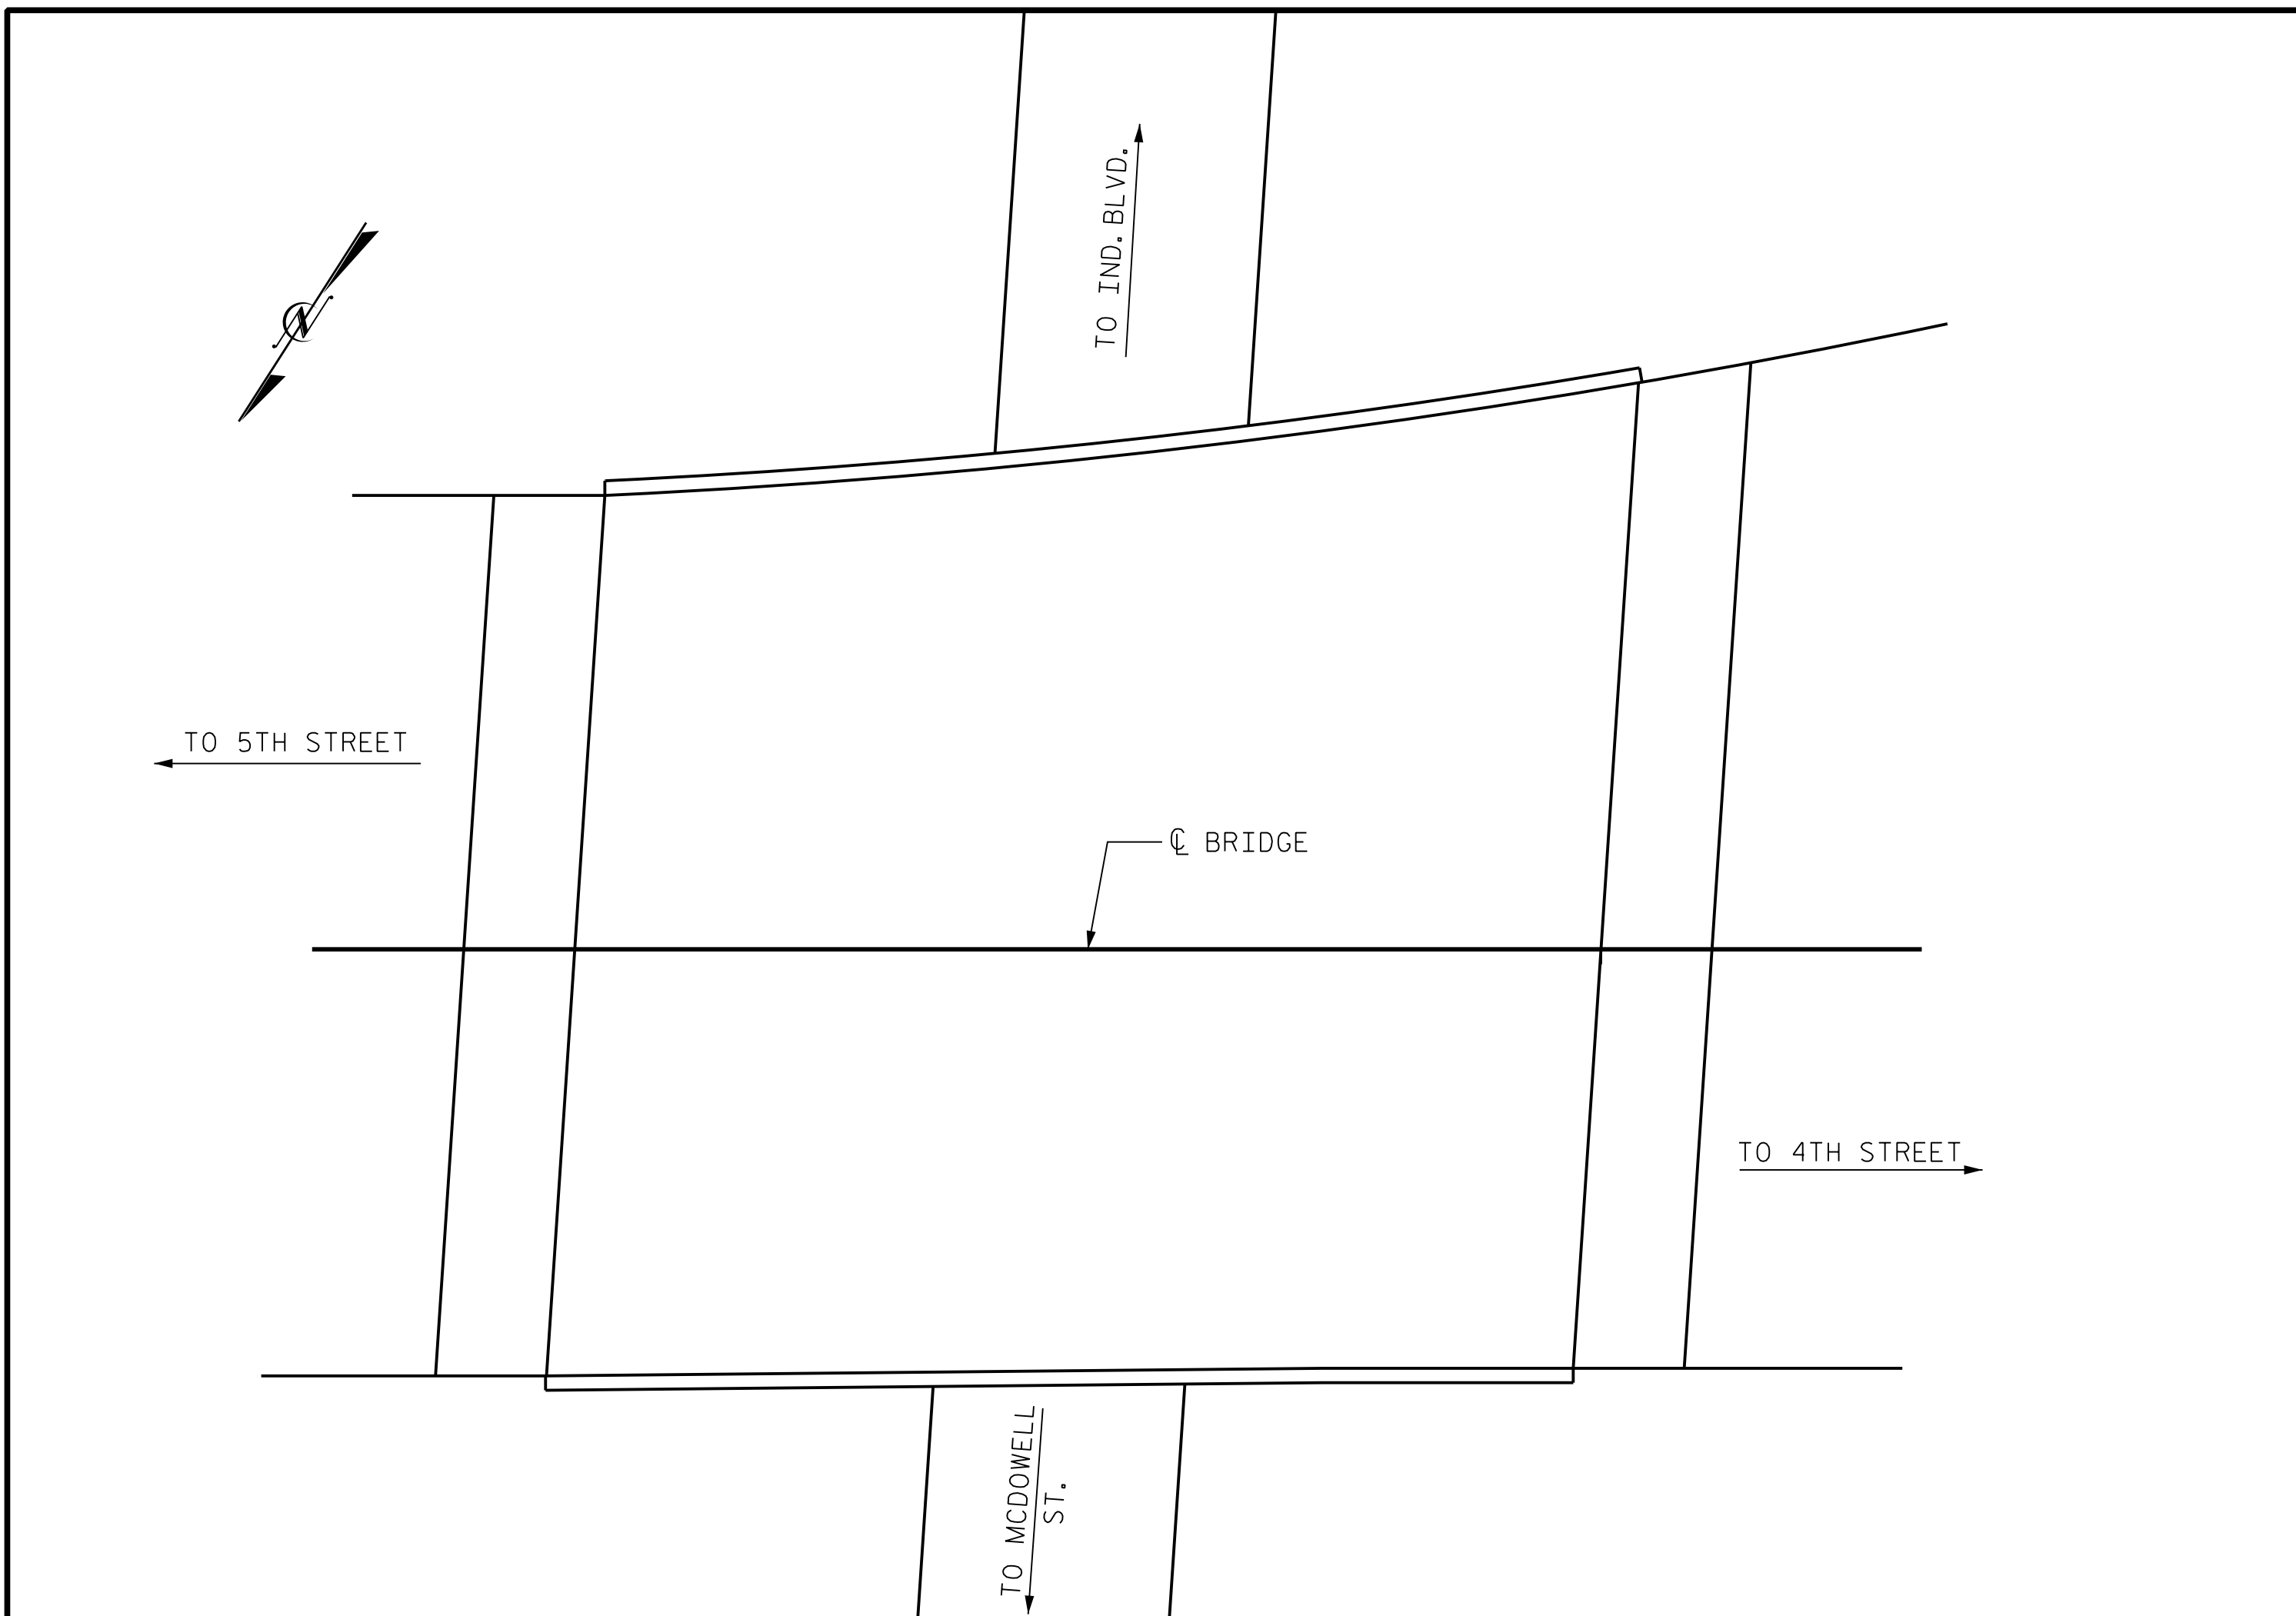 TO IND. BLVD.
N
TO 5TH STREET
℄ BRIDGE
TO 4TH STREET
TO MCDOWELL
ST.